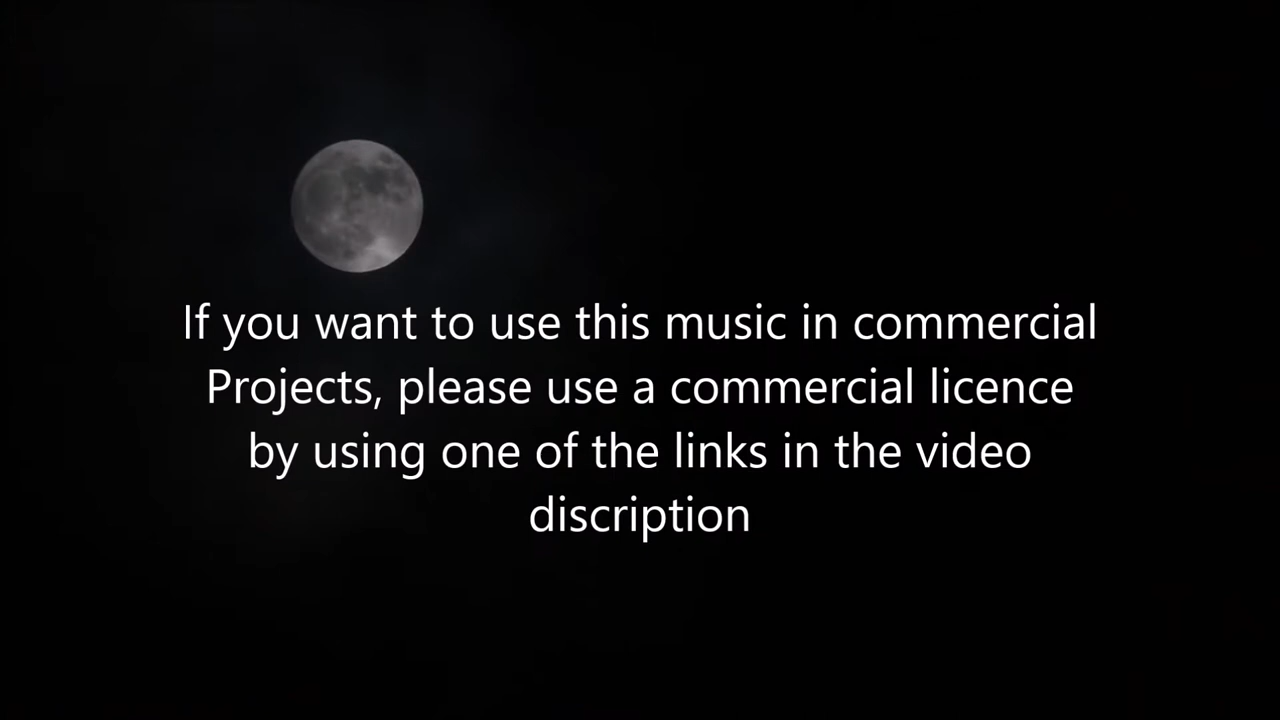 If you want to use this music in commercial
Projects, please use a commercial licence
by using one of the links in the video
discription